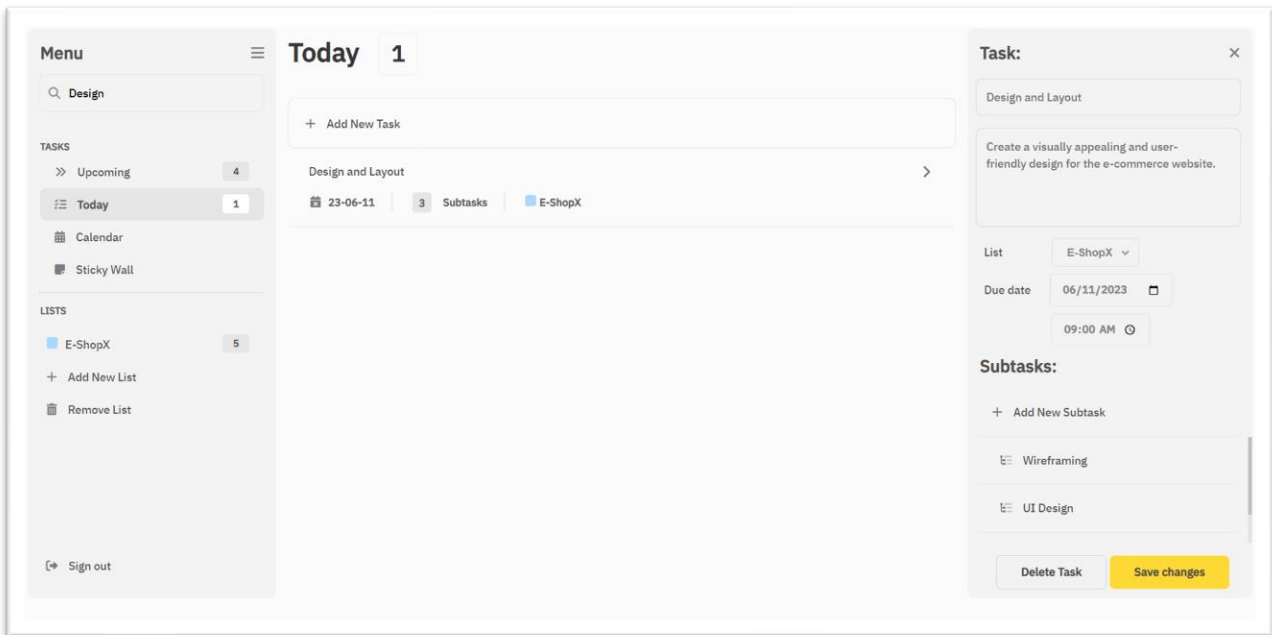 Menu
Design
TASKS
Upcoming 4
Today 1
Calendar
Sticky Wall
LISTS
E-ShopX 5
Add New List
Remove List
Sign out
Today 1
+ Add New Task
Design and Layout
23-06-11 3 Subtasks E-ShopX
Task:
Design and Layout
Create a visually appealing and user-
friendly design for the e-commerce website.
List E-ShopX
Due date 06/11/2023
09:00 AM
Subtasks:
+ Add New Subtask
Wireframing
UI Design
Delete Task Save changes